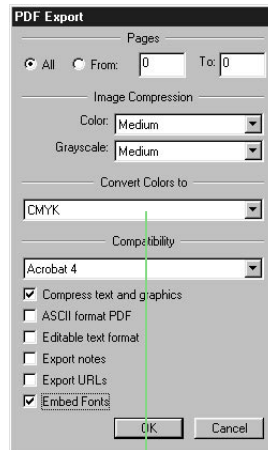 PDF Export
Pages
All From: 0 To: 0
Image Compression
Color: Medium
Grayscale: Medium
Convert Colors to
CMYK
Compatibility
Acrobat 4
Compress text and graphics
ASCII format PDF
Editable text format
Export notes
Export URLs
Embed Fonts
OK Cancel